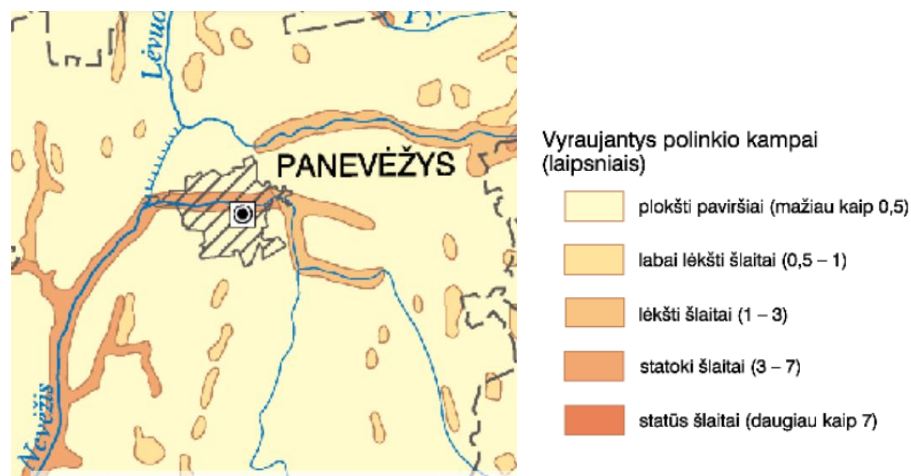 Lėvuo
PANEVĖŽYS
Nevėžis
Vyraujantys polinkio kampai
(laipsniais)
plokšti paviršiai (mažiau kaip 0,5)
labai lėkšti šlaitai (0,5 – 1)
lėkšti šlaitai (1 – 3)
statoki šlaitai (3 – 7)
statūs šlaitai (daugiau kaip 7)